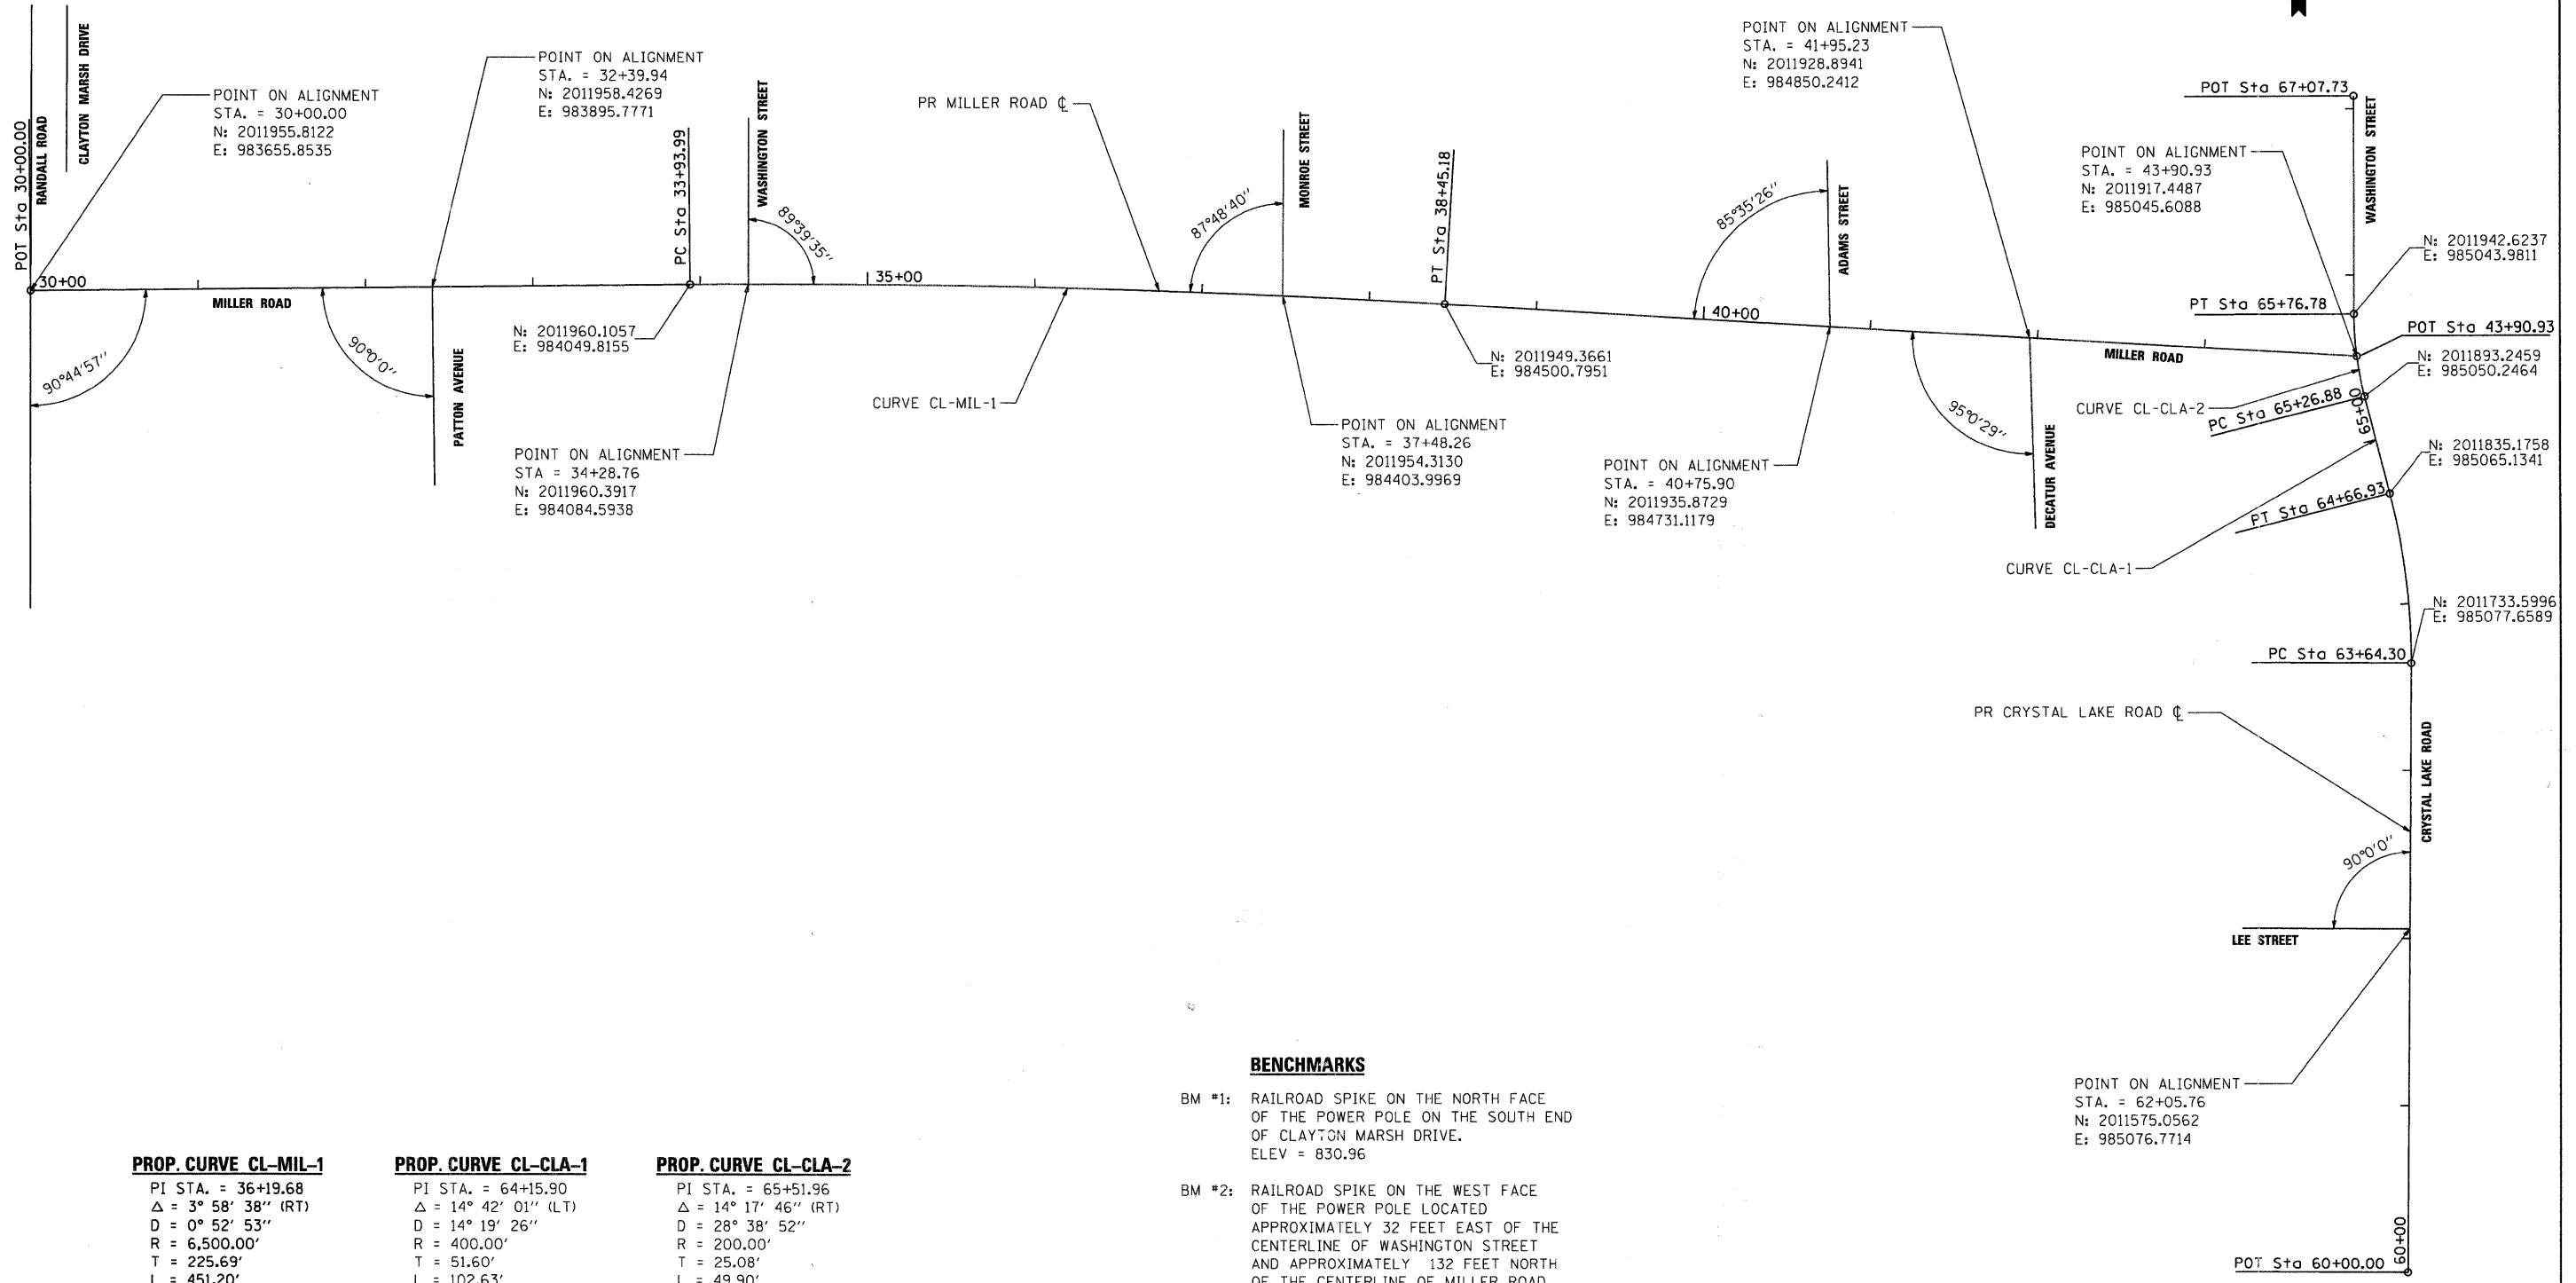 CLAYTON MARSH DRIVE
RANDALL ROAD
POT Sta 30+00.00
POINT ON ALIGNMENT
STA. = 30+00.00
N: 2011955.8122
E: 983655.8535
POINT ON ALIGNMENT
STA. = 32+39.94
N: 2011958.4269
E: 983895.7771
PC Sta 33+93.99
WASHINGTON STREET
89°39'35"
PR MILLER ROAD ℄
MONROE STREET
87°48'40"
PT Sta 38+45.18
POINT ON ALIGNMENT
STA. = 41+95.23
N: 2011928.8941
E: 984850.2412
85°35'26"
ADAMS STREET
POT Sta 67+07.73
WASHINGTON STREET
POINT ON ALIGNMENT
STA. = 43+90.93
N: 2011917.4487
E: 985045.6088
N: 2011942.6237
E: 985043.9811
PT Sta 65+76.78
POT Sta 43+90.93
30+00
MILLER ROAD
35+00
40+00
MILLER ROAD
90°44'57"
90°0'0"
PATTON AVENUE
N: 2011960.1057
E: 984049.8155
CURVE CL-MIL-1
N: 2011949.3661
E: 984500.7951
95°0'29"
DECATUR AVENUE
N: 2011893.2459
E: 985050.2464
CURVE CL-CLA-2
PC Sta 65+26.88
65+00
POINT ON ALIGNMENT
STA = 34+28.76
N: 2011960.3917
E: 984084.5938
POINT ON ALIGNMENT
STA. = 37+48.26
N: 2011954.3130
E: 984403.9969
POINT ON ALIGNMENT
STA. = 40+75.90
N: 2011935.8729
E: 984731.1179
N: 2011835.1758
E: 985065.1341
PT Sta 64+66.93
CURVE CL-CLA-1
N: 2011733.5996
E: 985077.6589
PC Sta 63+64.30
PR CRYSTAL LAKE ROAD ℄
CRYSTAL LAKE ROAD
90°0'0"
LEE STREET
POINT ON ALIGNMENT
STA. = 62+05.76
N: 2011575.0562
E: 985076.7714
60+00
POT Sta 60+00.00
BENCHMARKS
BM #1: RAILROAD SPIKE ON THE NORTH FACE
OF THE POWER POLE ON THE SOUTH END
OF CLAYTON MARSH DRIVE.
ELEV = 830.96
BM #2: RAILROAD SPIKE ON THE WEST FACE
OF THE POWER POLE LOCATED
APPROXIMATELY 32 FEET EAST OF THE
CENTERLINE OF WASHINGTON STREET
AND APPROXIMATELY 132 FEET NORTH
OF THE CENTERLINE OF MILLER ROAD
PROP. CURVE CL-MIL-1
PI STA. = 36+19.68
Δ = 3° 58' 38" (RT)
D = 0° 52' 53"
R = 6,500.00'
T = 225.69'
L = 451.20'
PROP. CURVE CL-CLA-1
PI STA. = 64+15.90
Δ = 14° 42' 01" (LT)
D = 14° 19' 26"
R = 400.00'
T = 51.60'
L = 102.63'
PROP. CURVE CL-CLA-2
PI STA. = 65+51.96
Δ = 14° 17' 46" (RT)
D = 28° 38' 52"
R = 200.00'
T = 25.08'
L = 49.90'